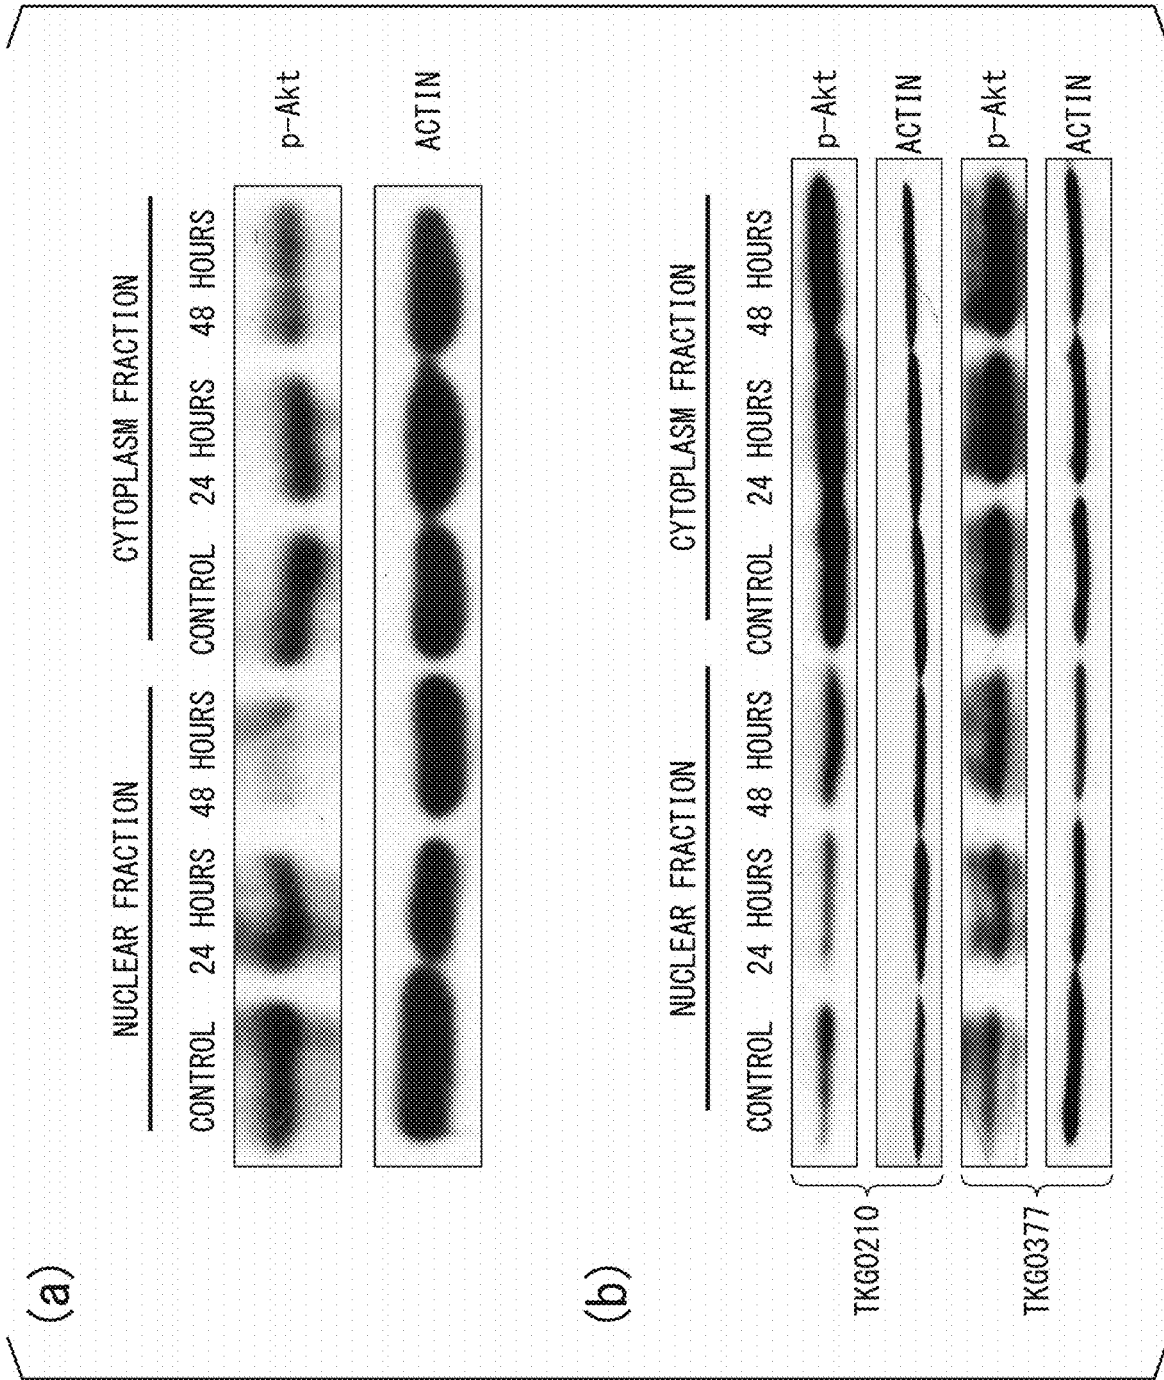 (a)
NUCLEAR FRACTION CYTOPLASM FRACTION
CONTROL 24 HOURS 48 HOURS CONTROL 24 HOURS 48 HOURS
p-Akt
ACTIN
(b)
NUCLEAR FRACTION CYTOPLASM FRACTION
CONTROL 24 HOURS 48 HOURS CONTROL 24 HOURS 48 HOURS
TKG0210
p-Akt
ACTIN
TKG0377
p-Akt
ACTIN